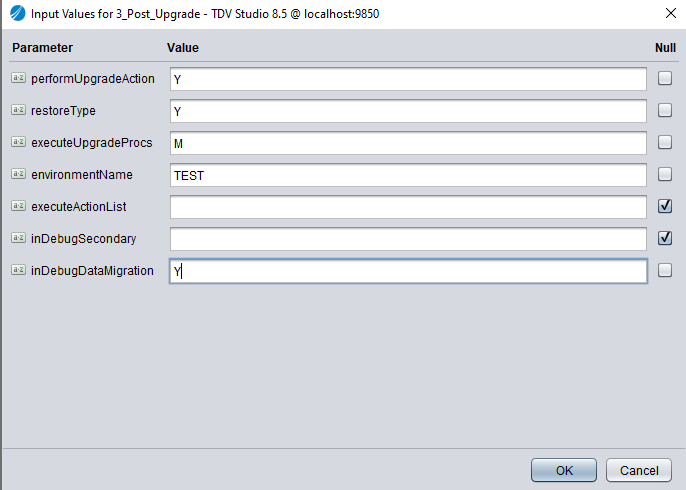 Input Values for 3_Post_Upgrade - TDV Studio 8.5 @ localhost:9850
Parameter Value Null
a-z performUpgradeAction Y
a-z restoreType Y
a-z executeUpgradeProcs M
a-z environmentName TEST
a-z executeActionList
a-z inDebugSecondary
a-z inDebugDataMigration Y
OK Cancel